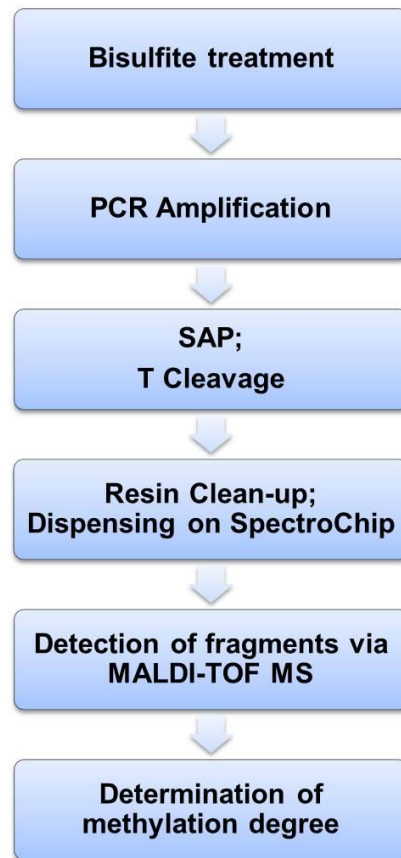 Bisulfite treatment
PCR Amplification
SAP;
T Cleavage
Resin Clean-up;
Dispensing on SpectroChip
Detection of fragments via
MALDI-TOF MS
Determination of
methylation degree